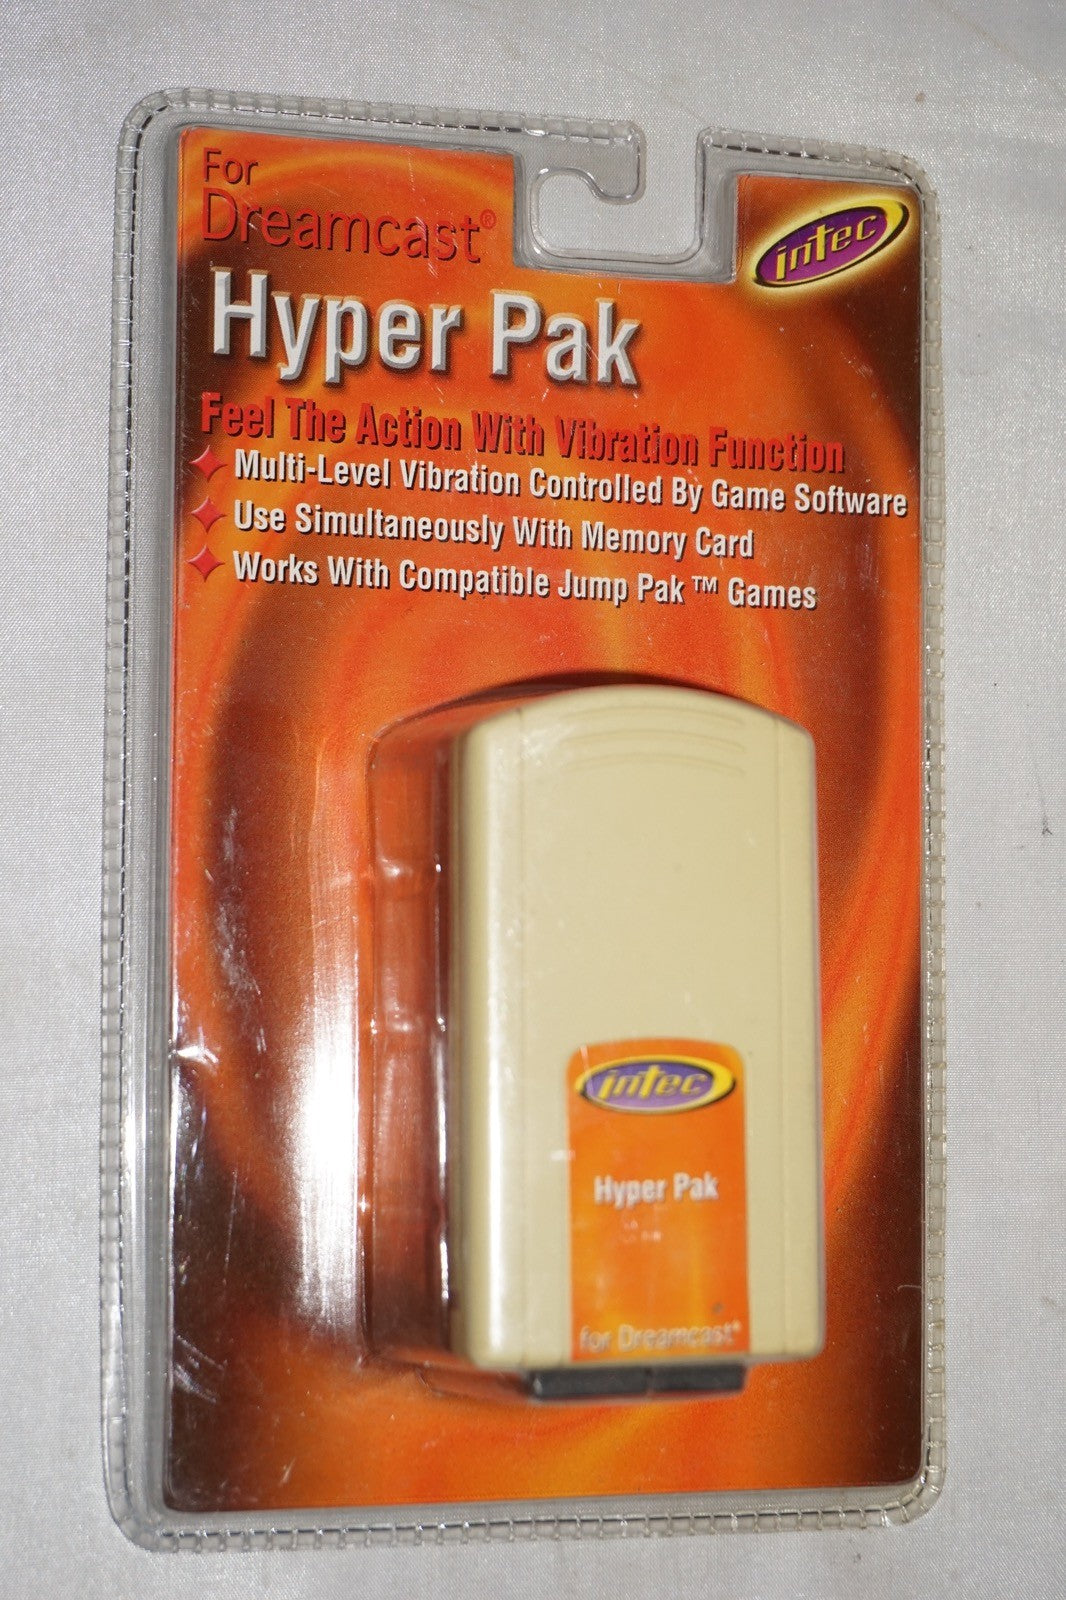 For
Dreamcast®
intec
Hyper Pak
Feel The Action With Vibration Function
Multi-Level Vibration Controlled By Game Software
Use Simultaneously With Memory Card
Works With Compatible Jump Pak ™ Games
intec
Hyper Pak
for Dreamcast®